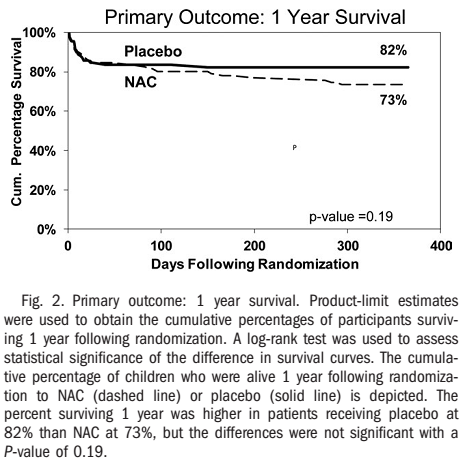 Primary Outcome: 1 Year Survival
100%
80%
60%
40%
20%
0%
Cum. Percentage Survival
Placebo
82%
NAC
73%
P
p-value =0.19
0
100
200
300
400
Days Following Randomization
Fig. 2. Primary outcome: 1 year survival. Product-limit estimates
were used to obtain the cumulative percentages of participants surviv-
ing 1 year following randomization. A log-rank test was used to assess
statistical significance of the difference in survival curves. The cumula-
tive percentage of children who were alive 1 year following randomiza-
tion to NAC (dashed line) or placebo (solid line) is depicted. The
percent surviving 1 year was higher in patients receiving placebo at
82% than NAC at 73%, but the differences were not significant with a
P-value of 0.19.